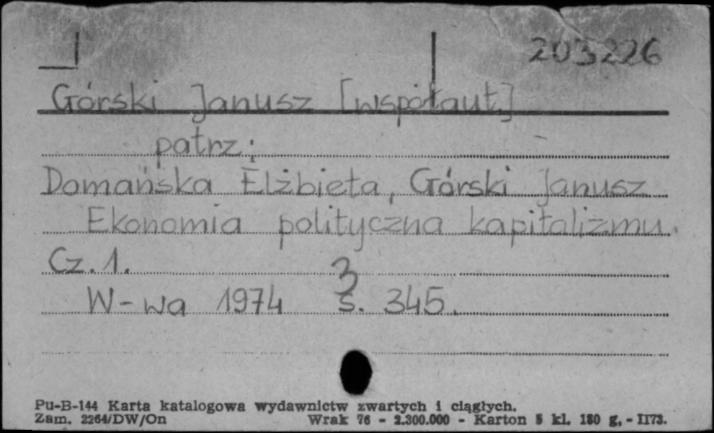 203226
Górski Janusz [współaut.]
patrz:
Domańska Elżbieta, Górski Janusz
Ekonomia polityczna kapitalizmu.
Cz. 1.
3
W-wa 1974 s. 345.
Pu-B-144 Karta katalogowa wydawnictw zwartych i ciągłych.
Zam. 2264/DW/On Wrak 76 - 2.300.000 - Karton 5 kl. 180 g. - II73.